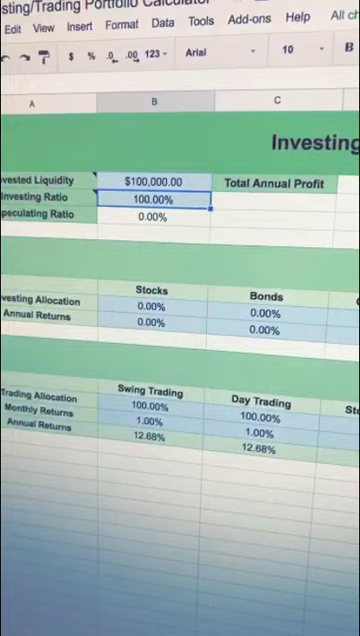 sting/Trading Portfolio Calculator
Edit View Insert Format Data Tools Add-ons Help All ch
$ % .0 .00 123 Arial 10 B
A B C
Investing
vested Liquidity $100,000.00 Total Annual Profit
Investing Ratio 100.00%
peculating Ratio 0.00%
Stocks Bonds
vesting Allocation 0.00% 0.00%
Annual Returns 0.00% 0.00%
Swing Trading Day Trading Sto
Trading Allocation 100.00% 100.00%
Monthly Returns 1.00% 1.00%
Annual Returns 12.68% 12.68%